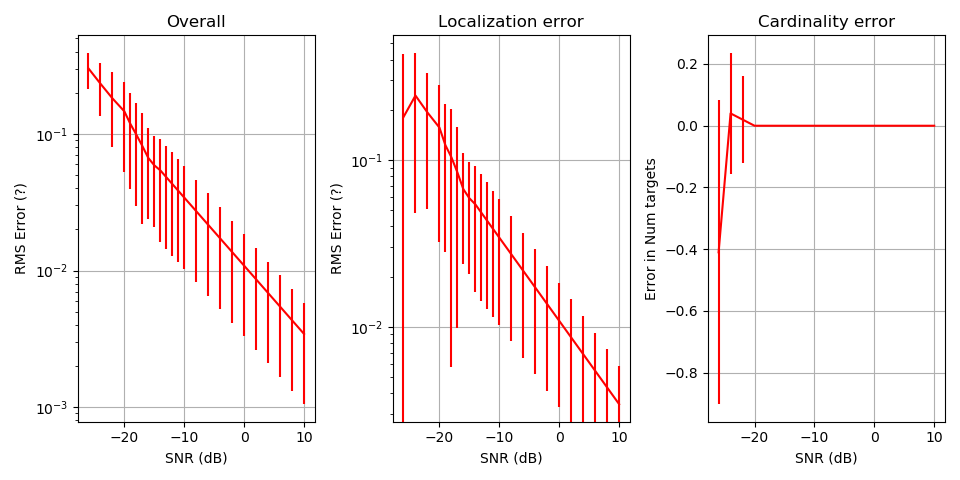 Overall
Localization error
Cardinality error
RMS Error (?)
10⁻¹
10⁻²
10⁻³
−20 −10 0 10
SNR (dB)
RMS Error (?)
10⁻¹
10⁻²
−20 −10 0 10
SNR (dB)
Error in Num targets
0.2
0.0
−0.2
−0.4
−0.6
−0.8
−20 −10 0 10
SNR (dB)